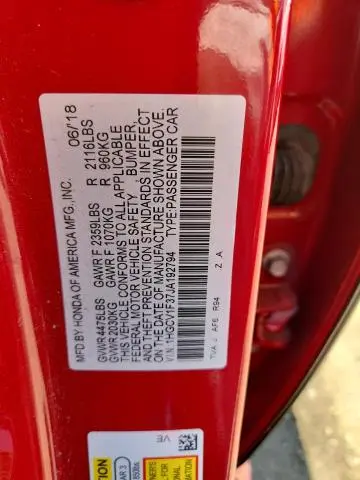 MFD BY HONDA OF AMERICA MFG., INC. 06/18
GVWR 4475LBS GAWR F 2359LBS R 2116LBS
GVWR 2030KG GAWR F 1070KG R 960KG
THIS VEHICLE CONFORMS TO ALL APPLICABLE
FEDERAL MOTOR VEHICLE SAFETY, BUMPER,
AND THEFT PREVENTION STANDARDS IN EFFECT
ON THE DATE OF MANUFACTURE SHOWN ABOVE.
V.I.N.:1HGCV1F37JA192794 TYPE:PASSENGER CAR
Z A
TVA J AF6 R94